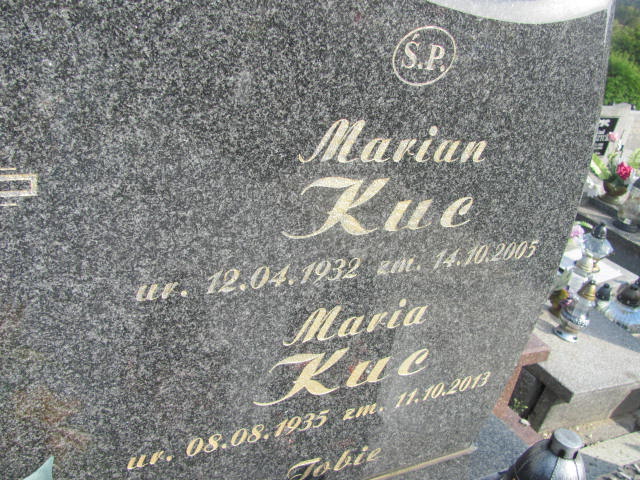 Ś.P.
Marian
Kuc
ur. 12.04.1932 zm. 14.10.2005
Maria
Kuc
ur. 08.08.1935 zm. 11.10.2013
Tobie